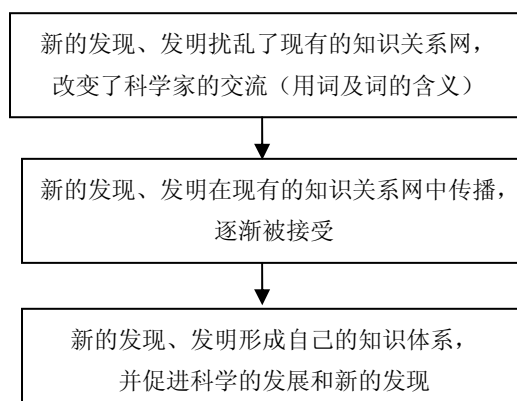 新的发现、发明扰乱了现有的知识关系网，
改变了科学家的交流（用词及词的含义）
新的发现、发明在现有的知识关系网中传播，
逐渐被接受
新的发现、发明形成自己的知识体系，
并促进科学的发展和新的发现